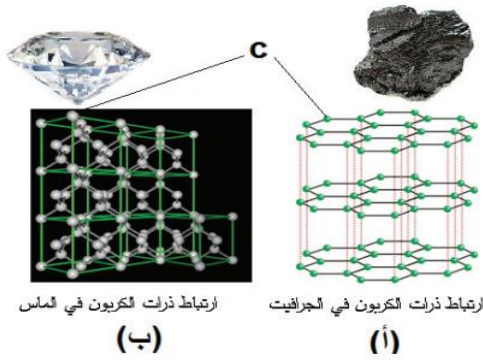 C
ارتباط ذرات الكربون في الجرافيت
ارتباط ذرات الكربون في الماس
(أ)
(ب)